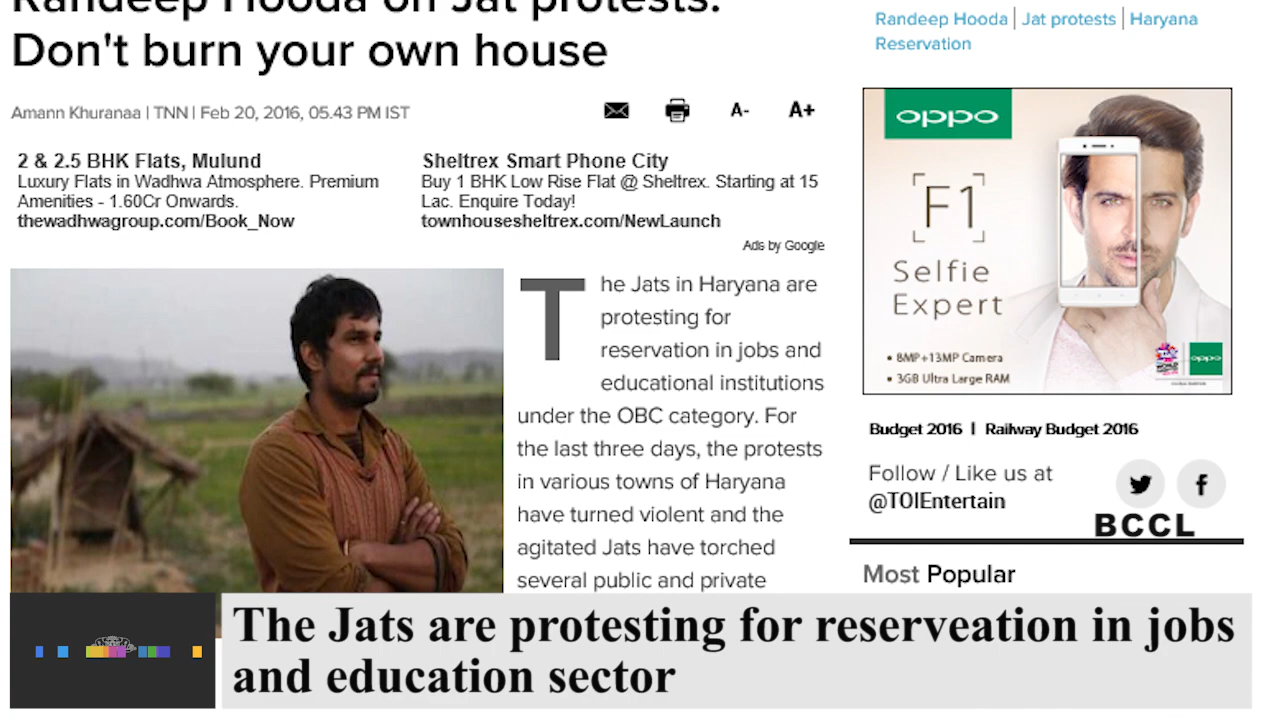 Randeep Hooda on Jat protests:
Don't burn your own house
Amann Khuranaa | TNN | Feb 20, 2016, 05.43 PM IST
A-
A+
2 & 2.5 BHK Flats, Mulund
Luxury Flats in Wadhwa Atmosphere. Premium
Amenities - 1.60Cr Onwards.
thewadhwagroup.com/Book_Now
Sheltrex Smart Phone City
Buy 1 BHK Low Rise Flat @ Sheltrex. Starting at 15
Lac. Enquire Today!
townhousesheltrex.com/NewLaunch
Ads by Google
The Jats in Haryana are
protesting for
reservation in jobs and
educational institutions
under the OBC category. For
the last three days, the protests
in various towns of Haryana
have turned violent and the
agitated Jats have torched
several public and private
Randeep Hooda | Jat protests | Haryana
Reservation
oppo
F1
Selfie
Expert
• 8MP+13MP Camera
• 3GB Ultra Large RAM
oppo
Budget 2016 | Railway Budget 2016
Follow / Like us at
@TOIEntertain
BCCL
Most Popular
The Jats are protesting for reserveation in jobs
and education sector